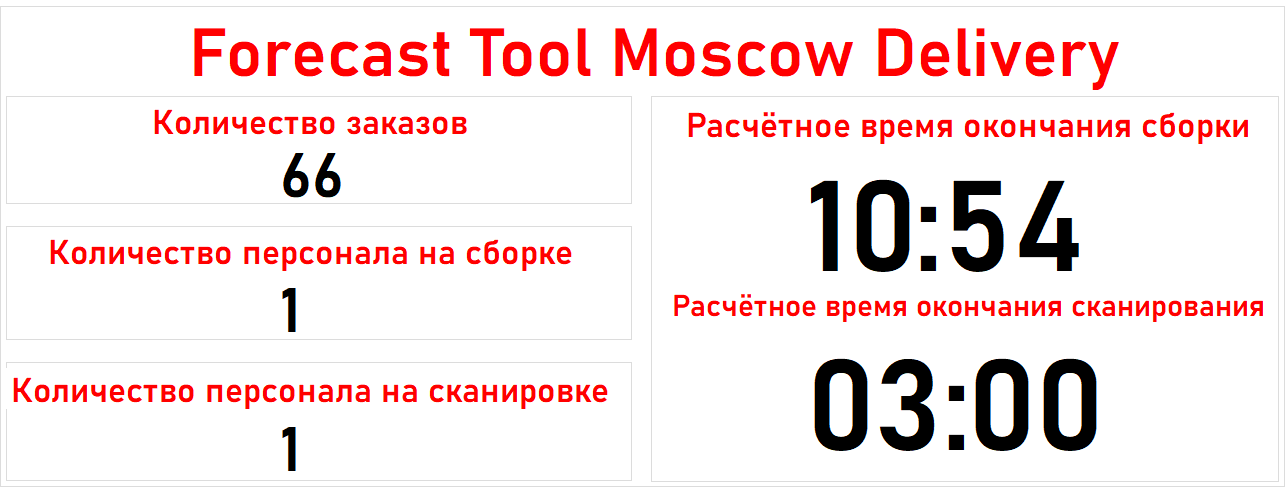 Forecast Tool Moscow Delivery
Количество заказов
66
Количество персонала на сборке
1
Количество персонала на сканировке
1
Расчётное время окончания сборки
10:54
Расчётное время окончания сканирования
03:00